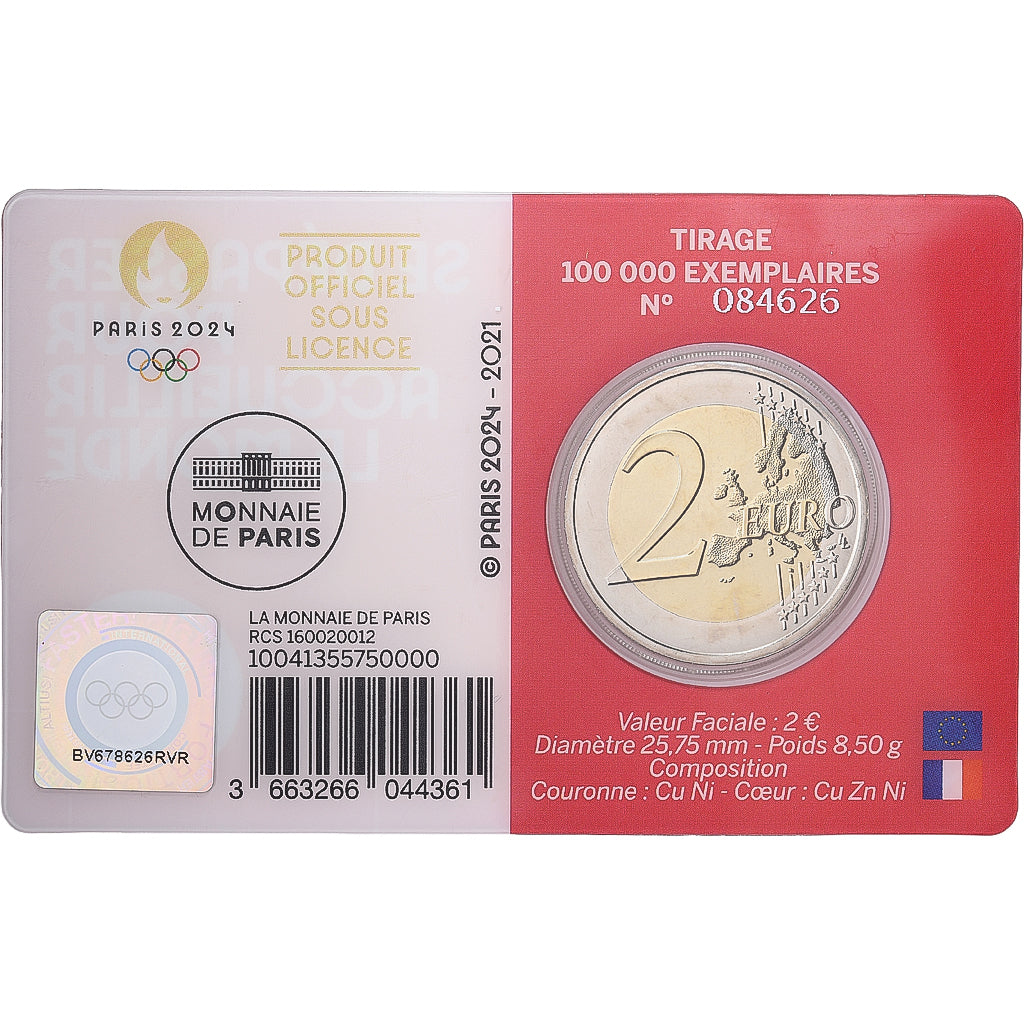 PARIS 2024
PRODUIT
OFFICIEL
SOUS
LICENCE
MONNAIE
DE PARIS
© PARIS 2024 - 2021
LA MONNAIE DE PARIS
RCS 160020012
10041355750000
3 663266 044361
BV678626RVR
TIRAGE
100 000 EXEMPLAIRES
N° 084626
2 EURO
Valeur Faciale : 2 €
Diamètre 25,75 mm - Poids 8,50 g
Composition
Couronne : Cu Ni - Cœur : Cu Zn Ni